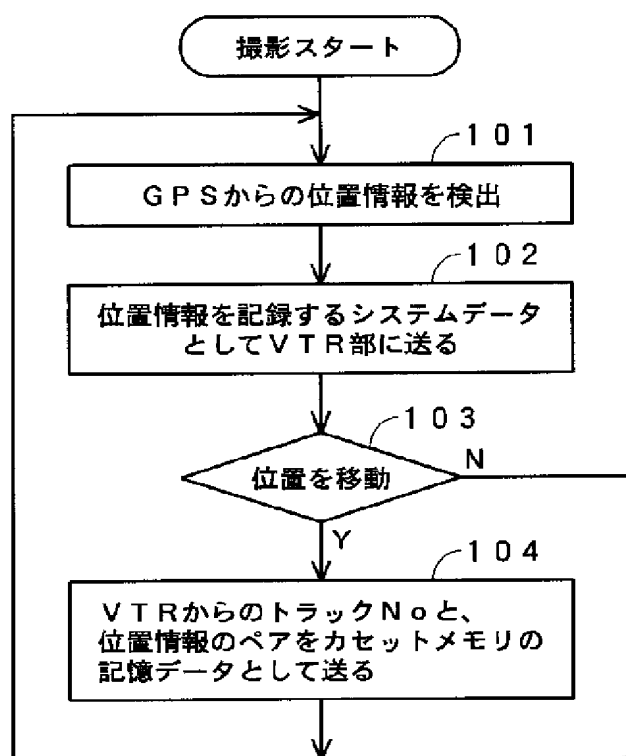 撮影スタート
１０１
ＧＰＳからの位置情報を検出
１０２
位置情報を記録するシステムデータ
としてＶＴＲ部に送る
１０３
位置を移動
Ｎ
Ｙ
１０４
ＶＴＲからのトラックＮｏと、
位置情報のペアをカセットメモリの
記憶データとして送る